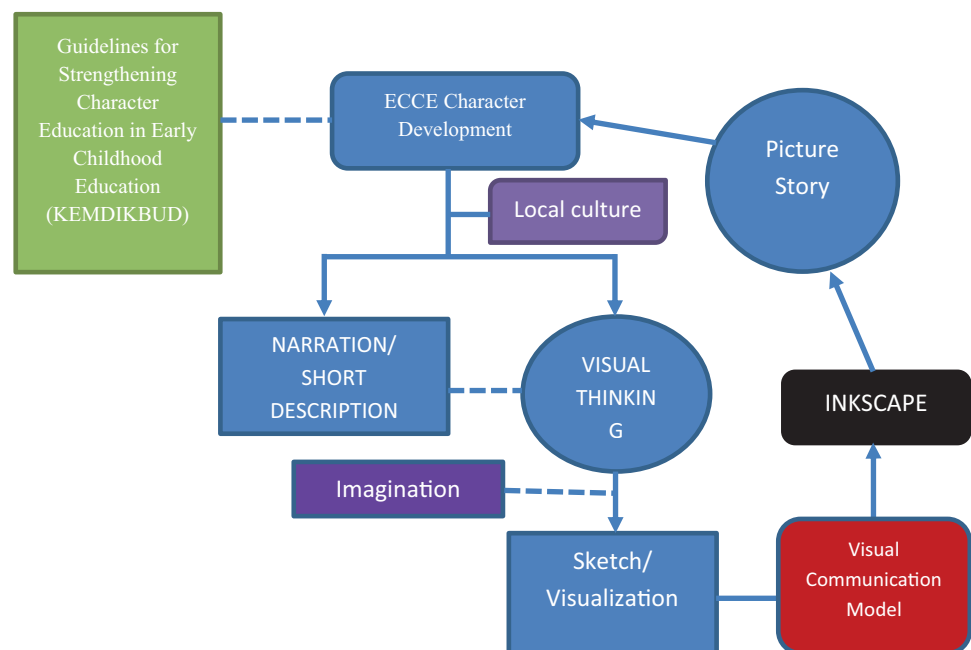 Guidelines for
Strengthening
Character
Education in Early
Childhood
Education
(KEMDIKBUD)
ECCE Character
Development
Picture
Story
Local culture
NARRATION/
SHORT
DESCRIPTION
VISUAL
THINKIN
G
INKSCAPE
Imagination
Sketch/
Visualization
Visual
Communication
Model